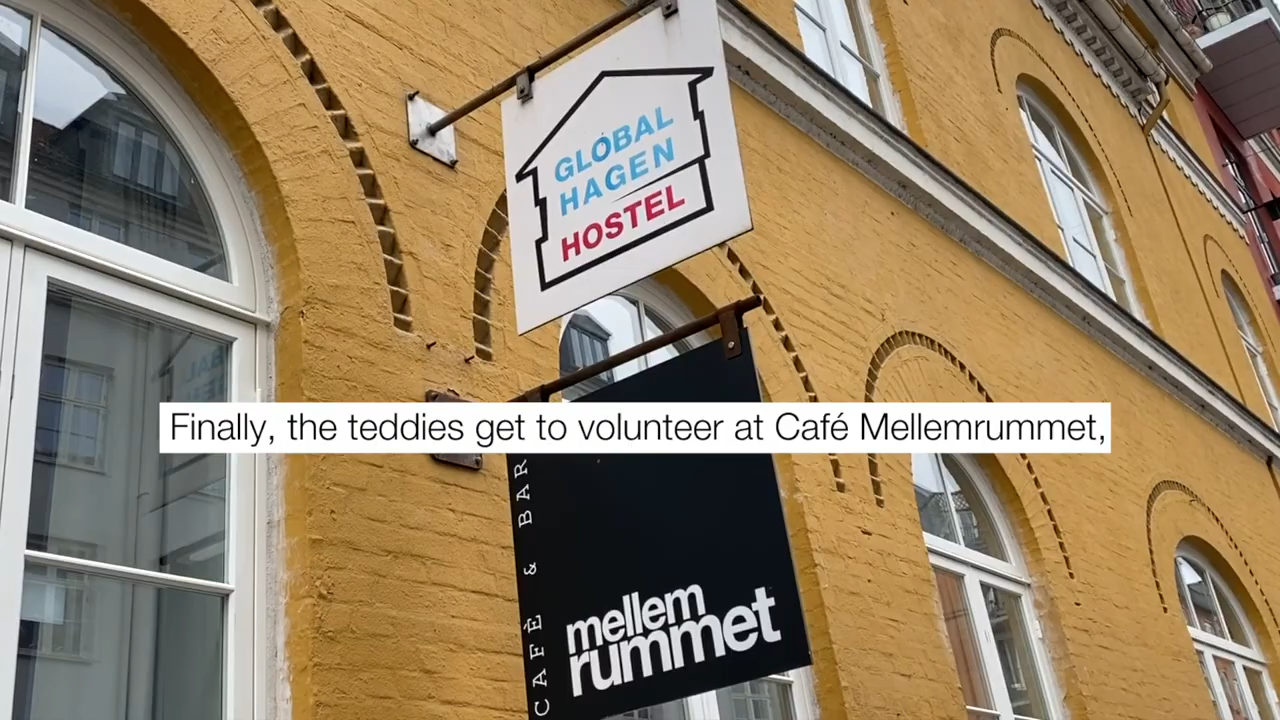 GLOBAL
HAGEN
HOSTEL
Finally, the teddies get to volunteer at Café Mellemrummet,
CAFÉ & BAR
mellem
rummet